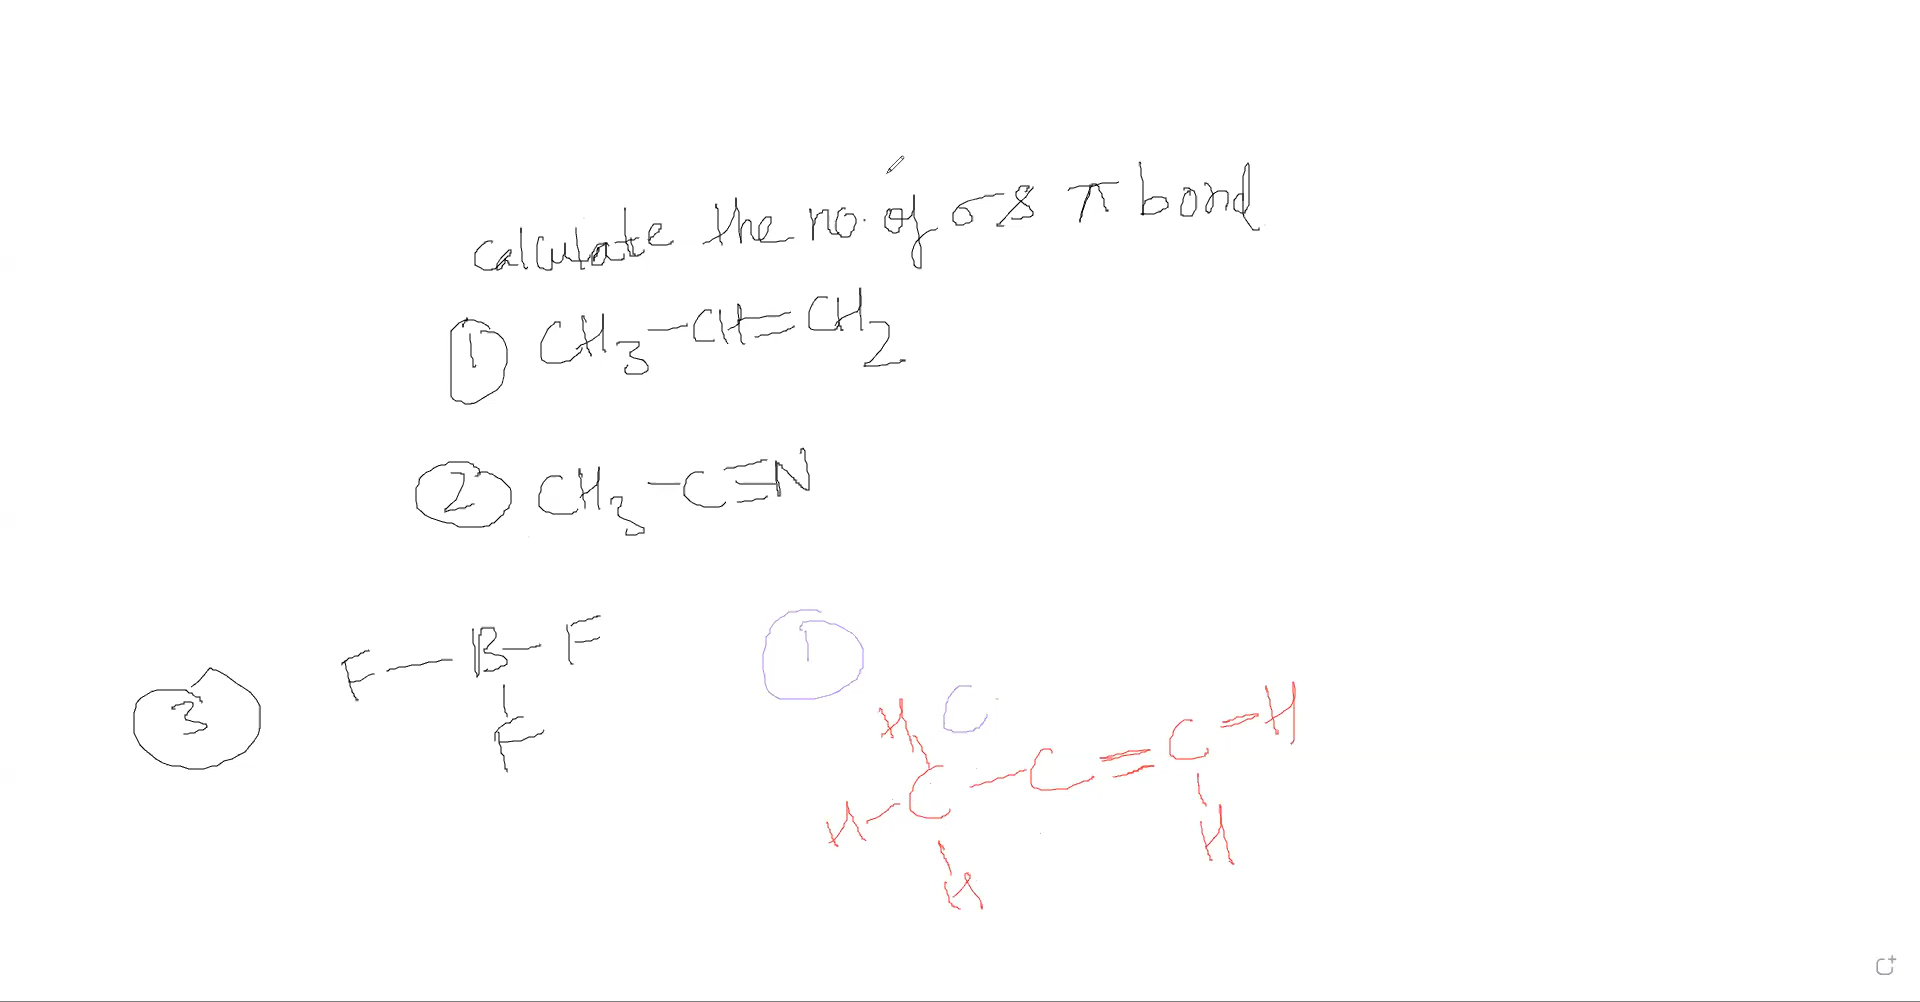 calculate the no. of σ & π bond
① CH3-CH=CH2
② CH3-C≡N
③ F-B-F
F
①
C
H
C-C=C=H
H
H
H